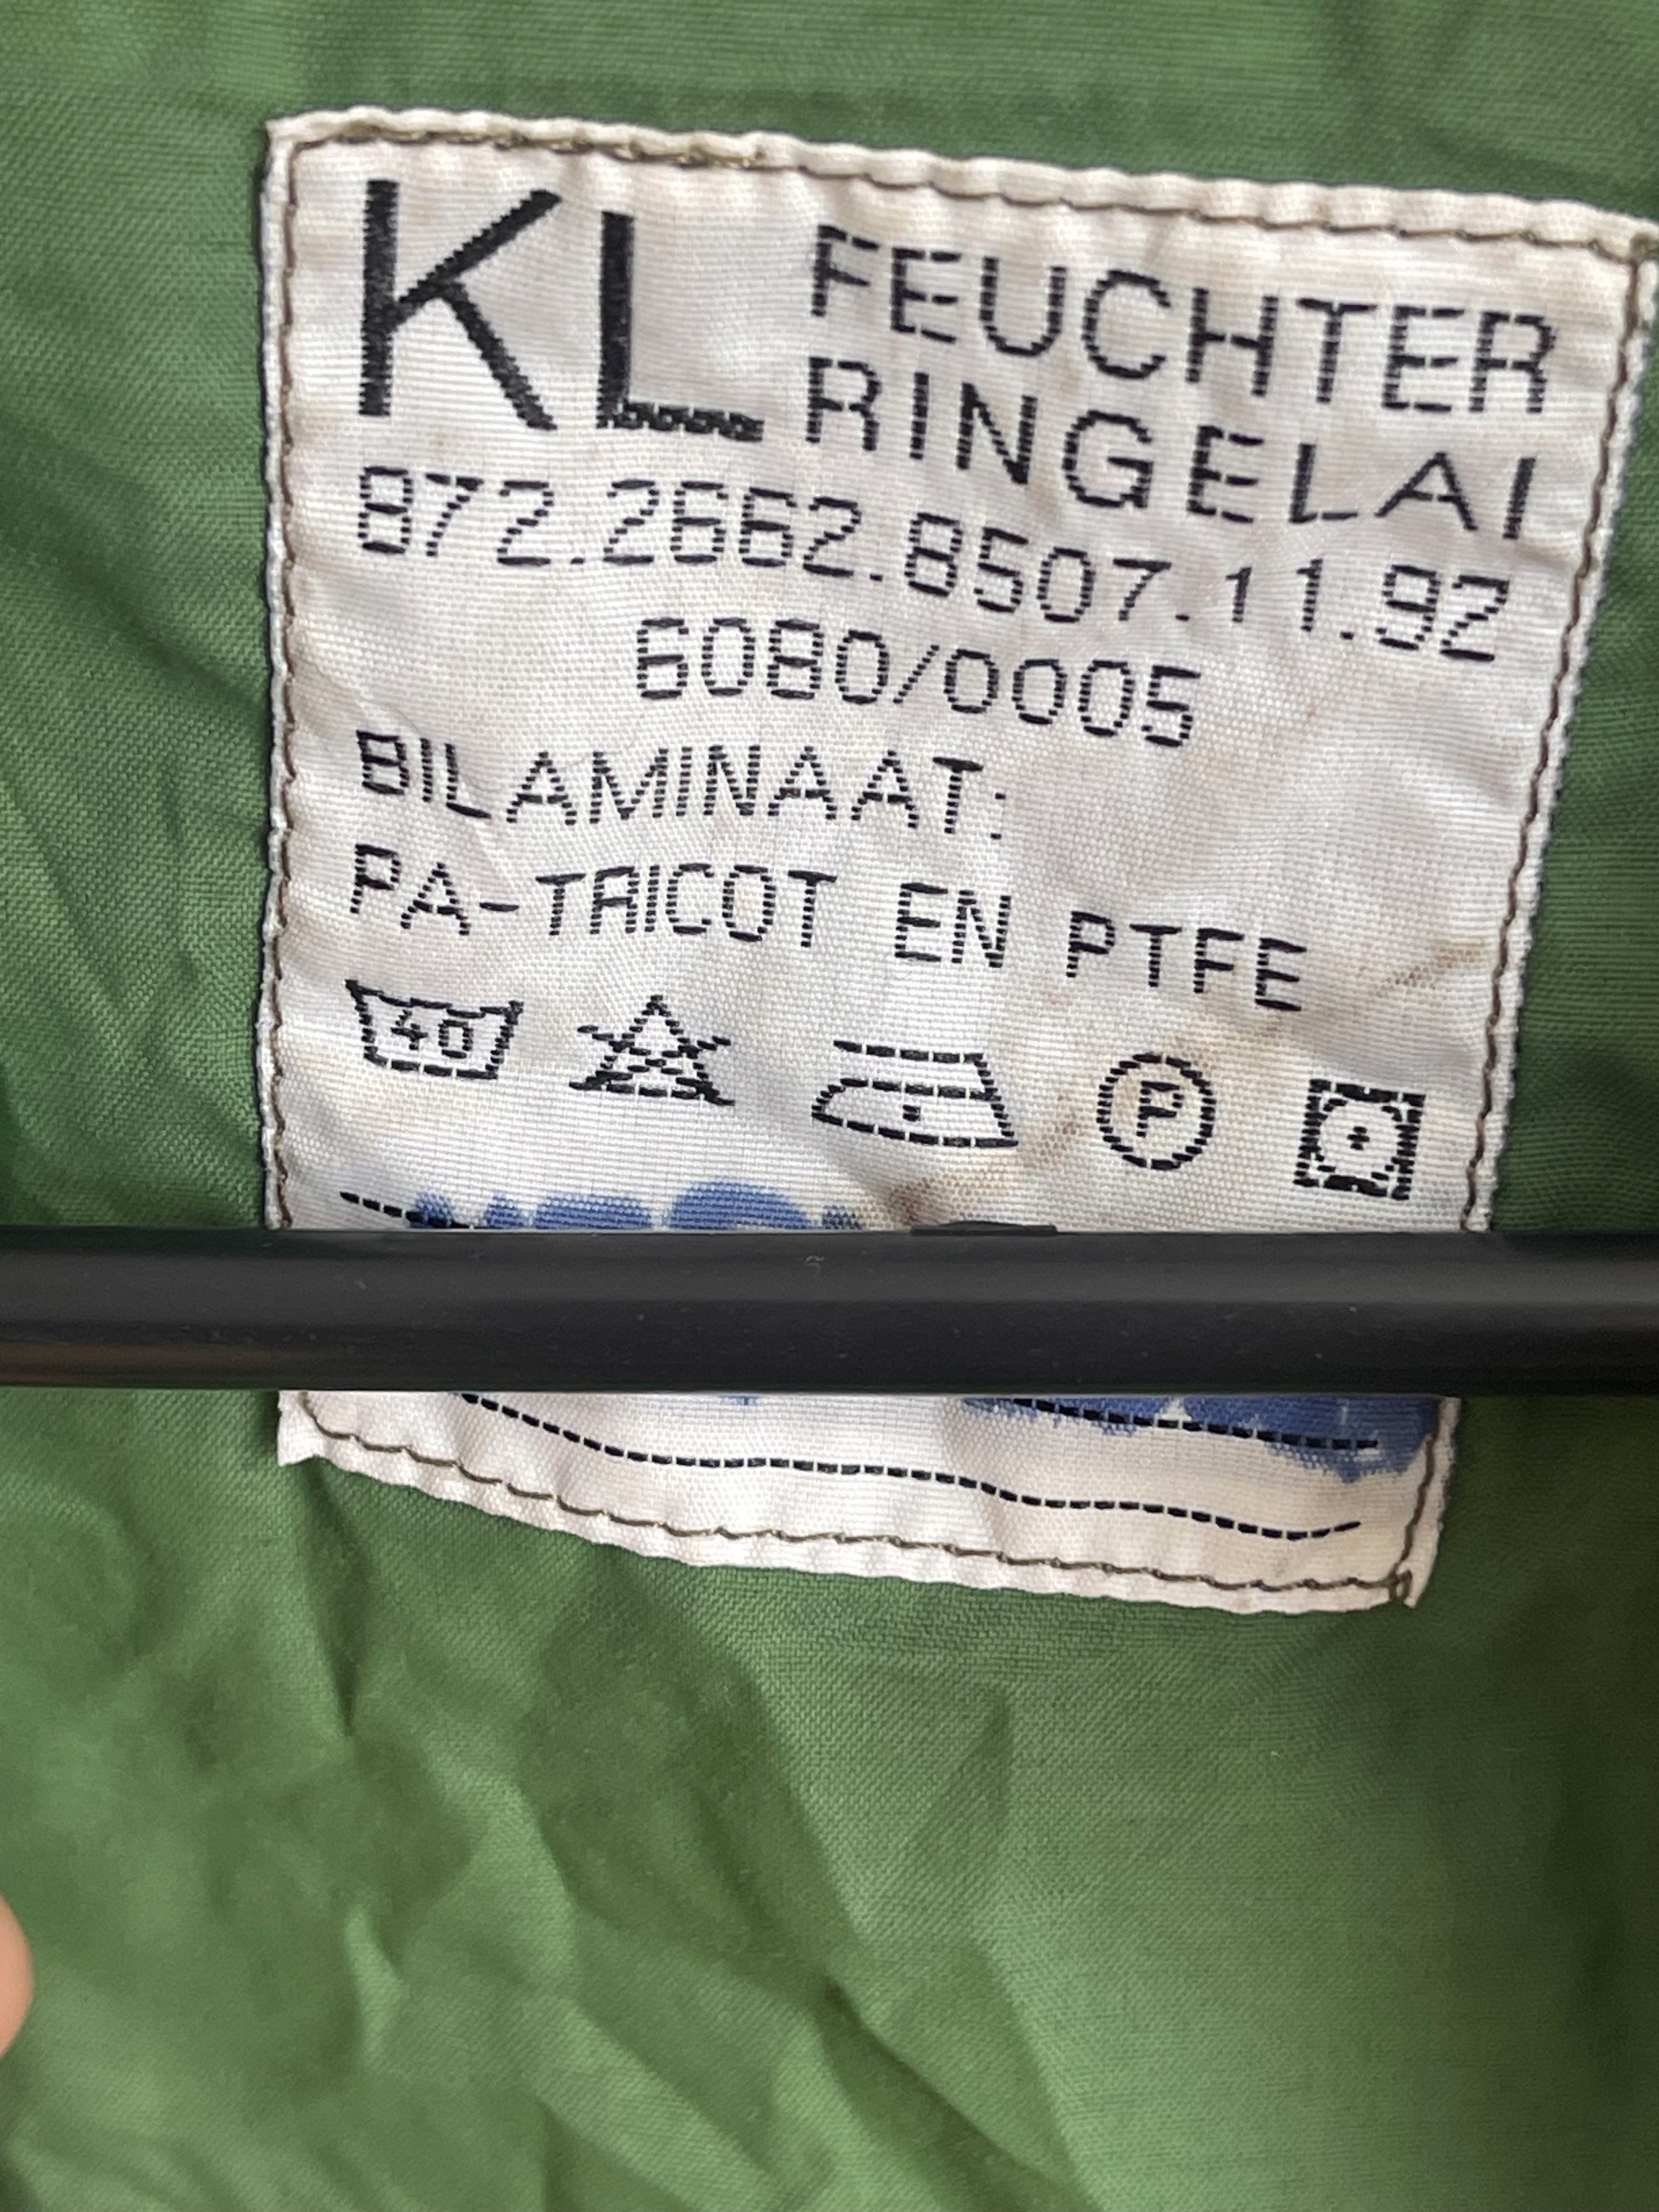 KL FEUCHTER
RINGELAI
872.2662.8507.11.92
6080/0005
BILAMINAAT:
PA-TRICOT EN PTFE
40 P